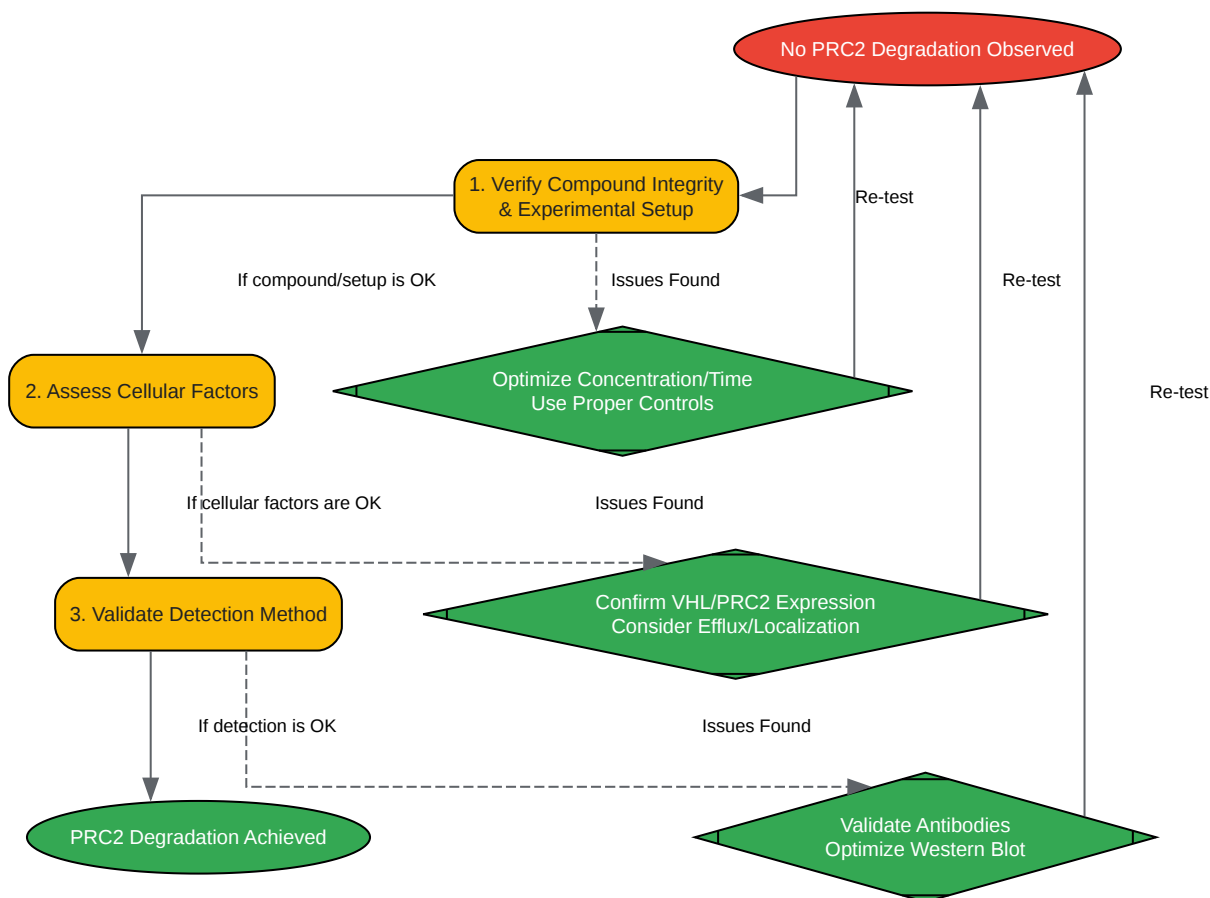 No PRC2 Degradation Observed
1. Verify Compound Integrity
& Experimental Setup
Re-test
If compound/setup is OK
Issues Found
Re-test
2. Assess Cellular Factors
Optimize Concentration/Time
Use Proper Controls
Re-test
If cellular factors are OK
Issues Found
3. Validate Detection Method
Confirm VHL/PRC2 Expression
Consider Efflux/Localization
If detection is OK
Issues Found
PRC2 Degradation Achieved
Validate Antibodies
Optimize Western Blot